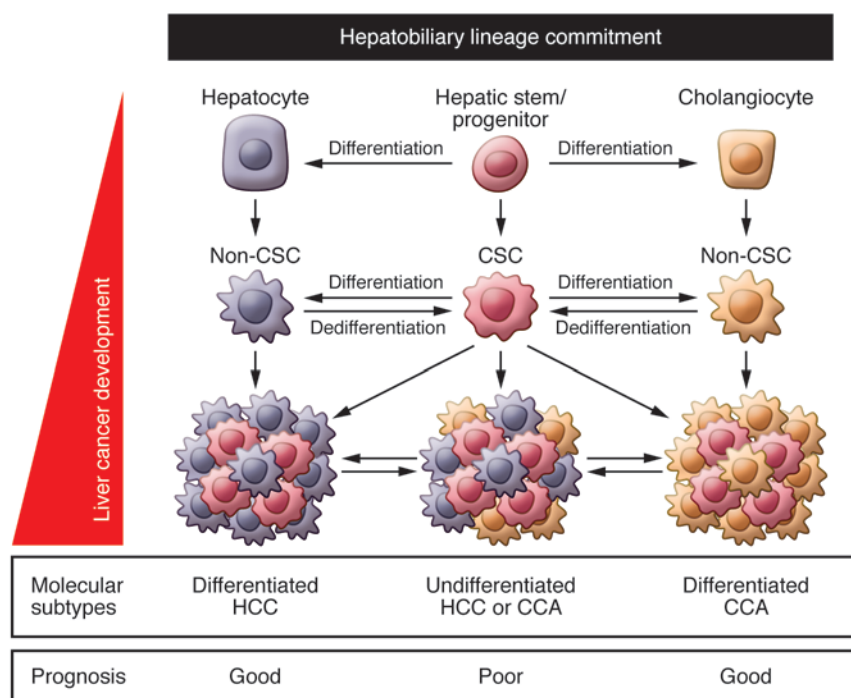 Hepatobiliary lineage commitment
Hepatocyte
Hepatic stem/
progenitor
Cholangiocyte
Differentiation
Differentiation
Non-CSC
CSC
Non-CSC
Differentiation
Differentiation
Dedifferentiation
Dedifferentiation
Liver cancer development
Molecular
subtypes
Differentiated
HCC
Undifferentiated
HCC or CCA
Differentiated
CCA
Prognosis
Good
Poor
Good